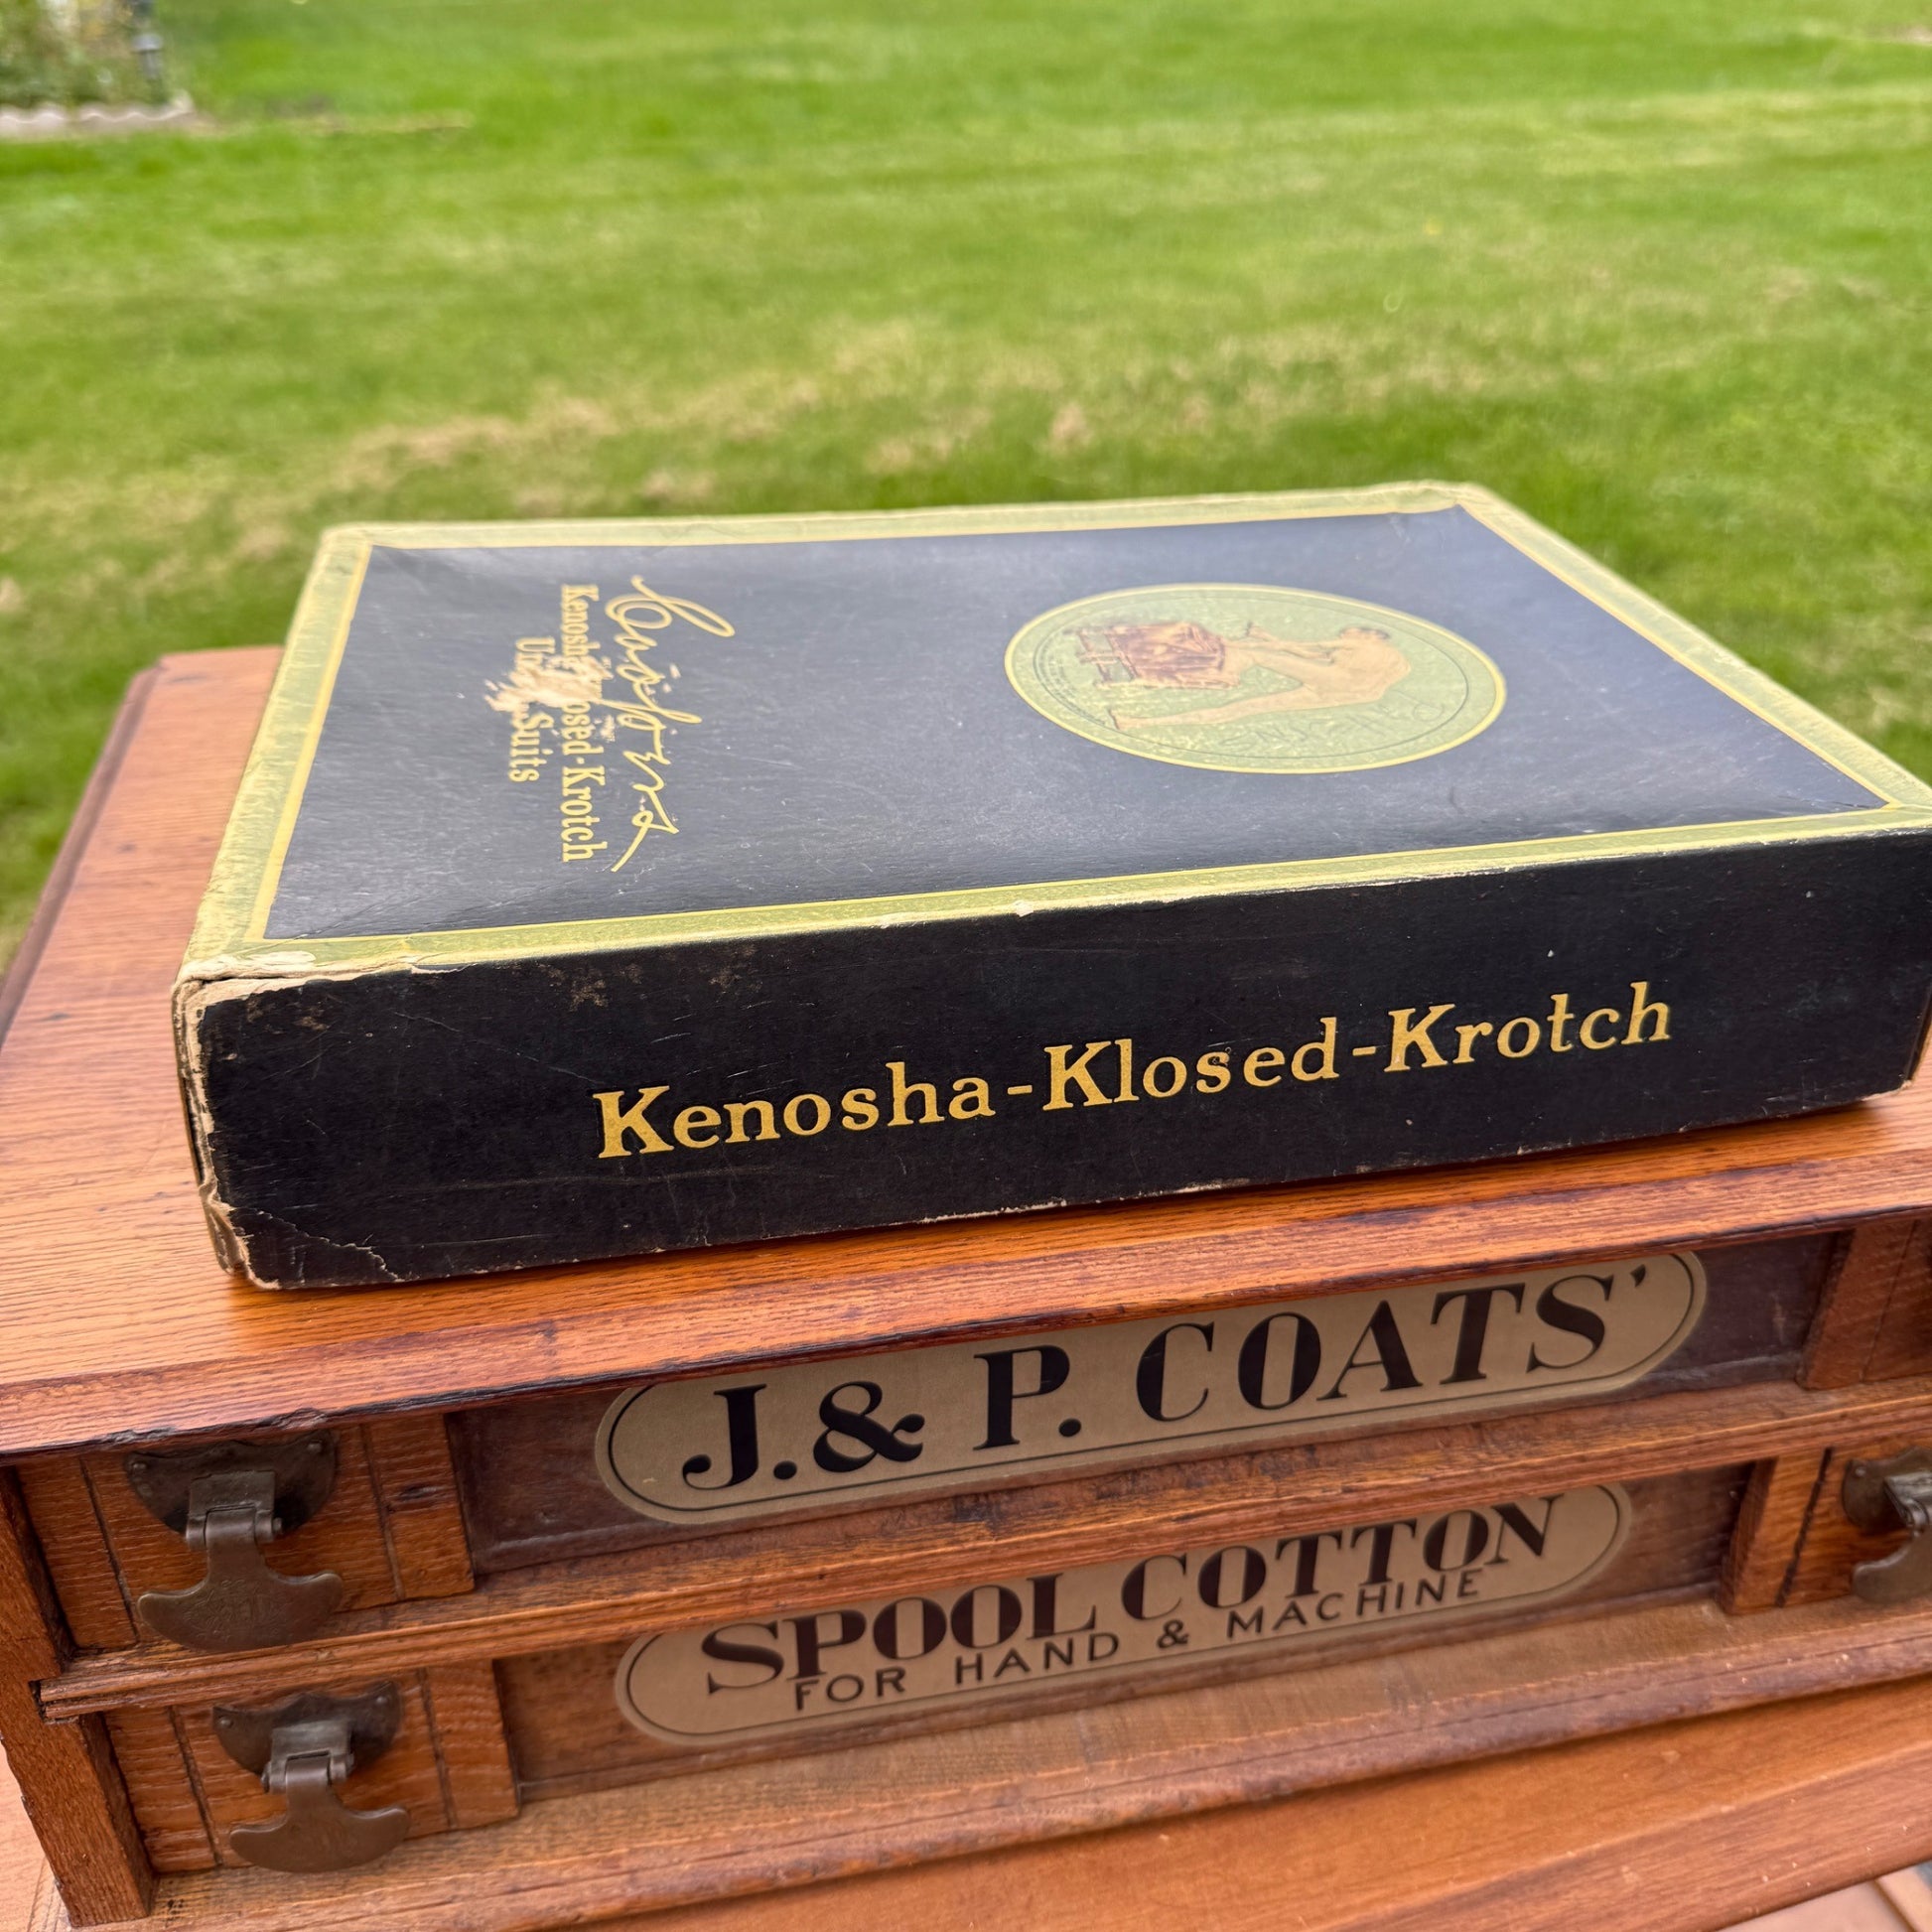 Kenosha-Klosed-Krotch
Suits
Kenosha-Klosed-Krotch
J. & P. COATS'
SPOOL COTTON
FOR HAND & MACHINE